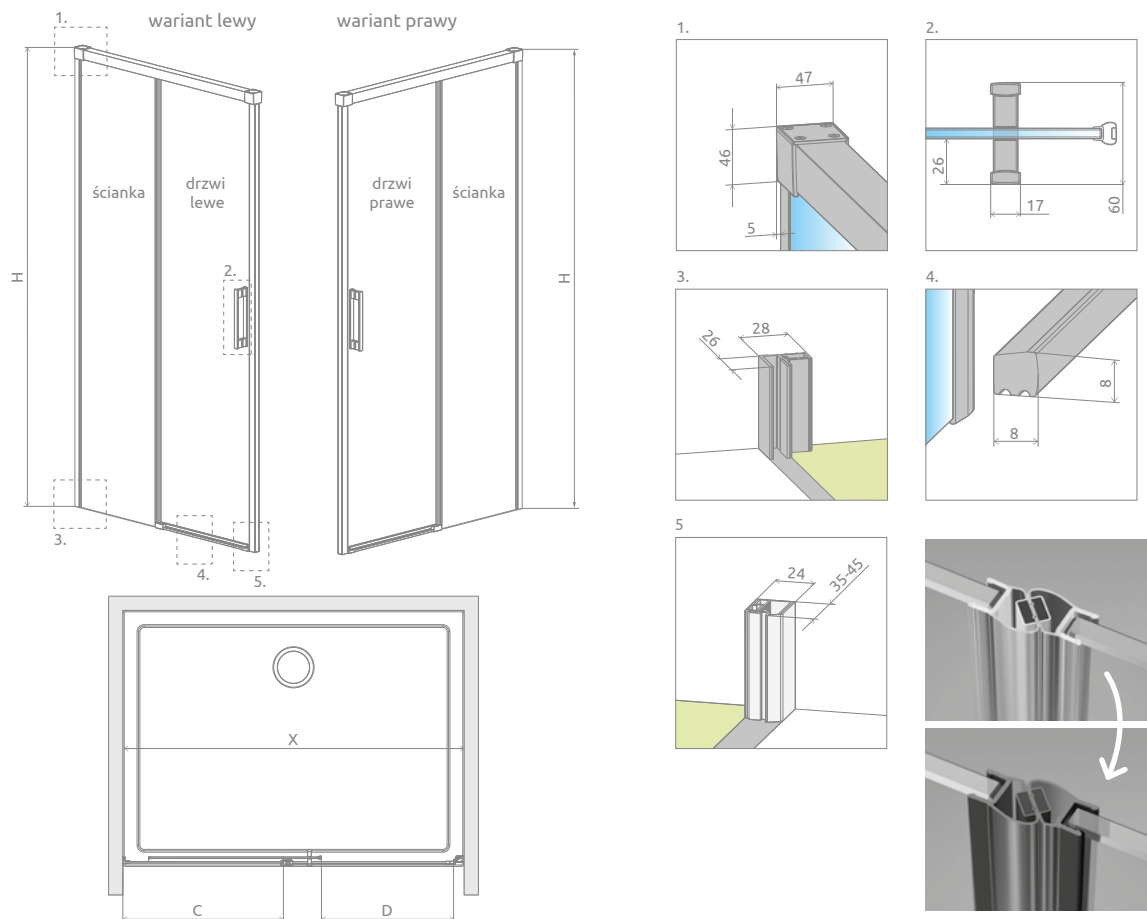 1.
wariant lewy
wariant prawy
ścianka
drzwi
lewe
drzwi
prawe
ścianka
H
H
2.
3.
4.
5.
X
C
D
1.
47
46
5
2.
26
17
60
3.
28
26
4.
8
8
5
24
35-45